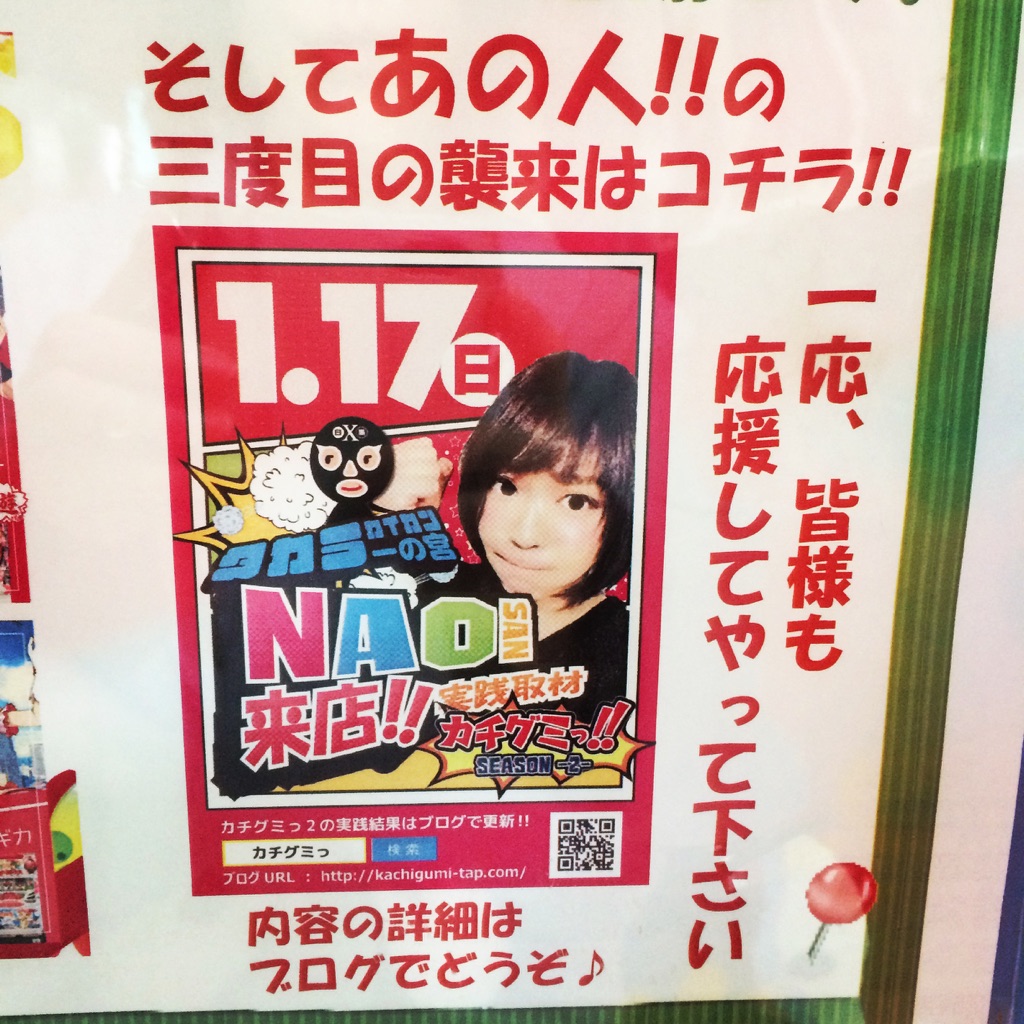 そしてあの人!!の
三度目の襲来はコチラ!!
1.17日
X
タカラカイカン
一の宮
NAO SAN
来店!!
実践取材
カチグミっ!!
SEASON -2-
カチグミっ2の実践結果はブログで更新!!
カチグミっ 検索
ブログURL : http://kachigumi-tap.com/
一応、皆様も
応援してやって下さい
内容の詳細は
ブログでどうぞ♪
ギカ